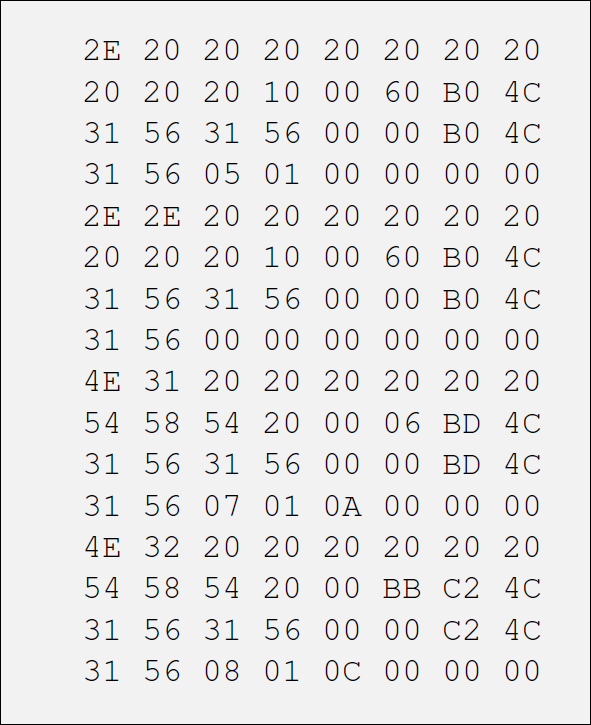 2E 20 20 20 20 20 20 20
20 20 20 10 00 60 B0 4C
31 56 31 56 00 00 B0 4C
31 56 05 01 00 00 00 00
2E 2E 20 20 20 20 20 20
20 20 20 10 00 60 B0 4C
31 56 31 56 00 00 B0 4C
31 56 00 00 00 00 00 00
4E 31 20 20 20 20 20 20
54 58 54 20 00 06 BD 4C
31 56 31 56 00 00 BD 4C
31 56 07 01 0A 00 00 00
4E 32 20 20 20 20 20 20
54 58 54 20 00 BB C2 4C
31 56 31 56 00 00 C2 4C
31 56 08 01 0C 00 00 00